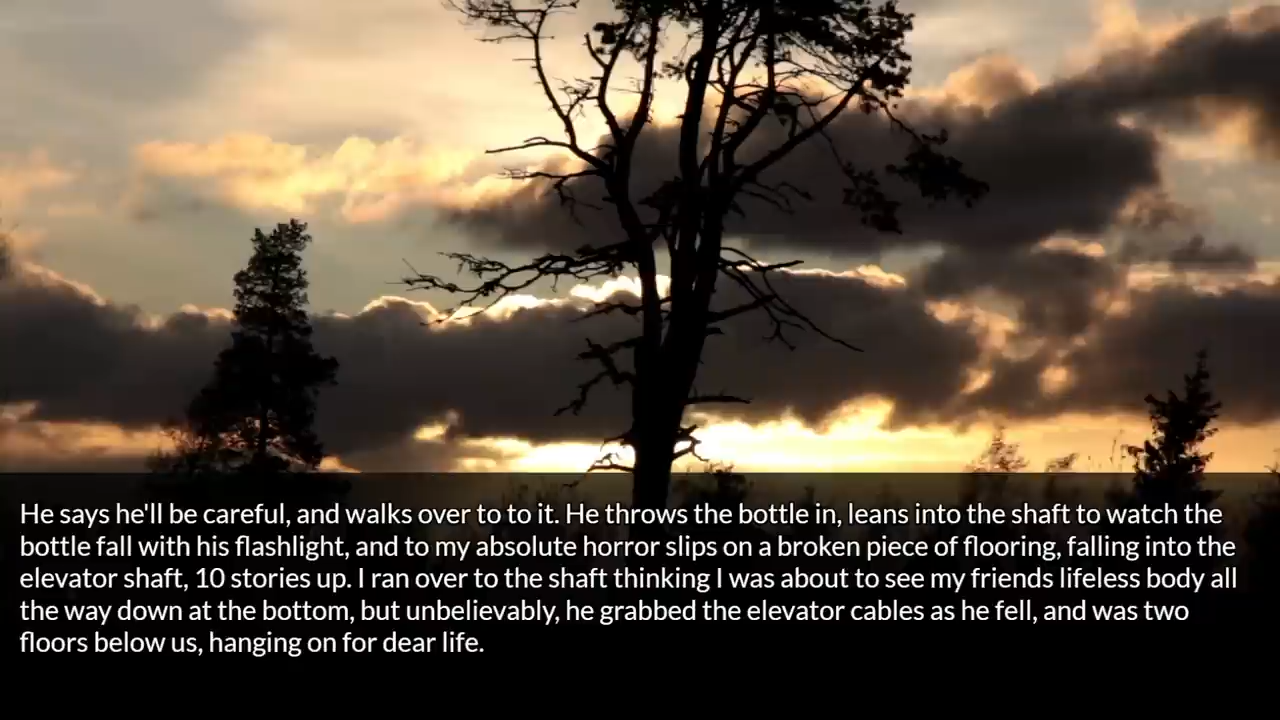 He says he'll be careful, and walks over to to it. He throws the bottle in, leans into the shaft to watch the
bottle fall with his flashlight, and to my absolute horror slips on a broken piece of flooring, falling into the
elevator shaft, 10 stories up. I ran over to the shaft thinking I was about to see my friends lifeless body all
the way down at the bottom, but unbelievably, he grabbed the elevator cables as he fell, and was two
floors below us, hanging on for dear life.